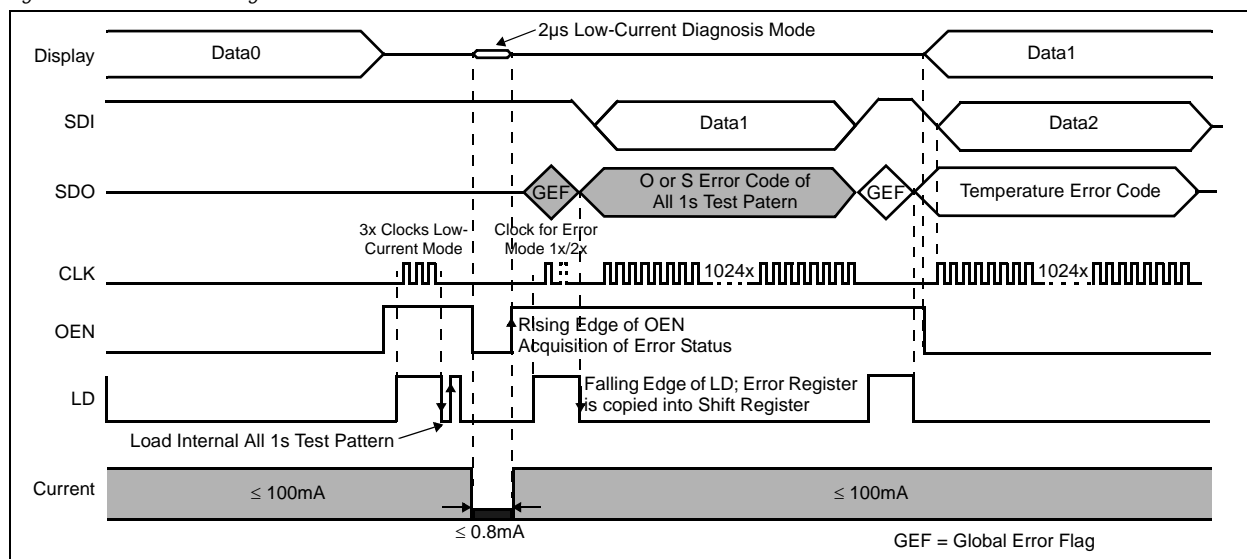 2µs Low-Current Diagnosis Mode
Display
Data0
Data1
SDI
Data1
Data2
SDO
GEF
O or S Error Code of
All 1s Test Patern
GEF
Temperature Error Code
3x Clocks Low-
Current Mode
Clock for Error
Mode 1x/2x
CLK
1024x
1024x
OEN
Rising Edge of OEN
Acquisition of Error Status
LD
Falling Edge of LD; Error Register
is copied into Shift Register
Load Internal All 1s Test Pattern
Current
≤ 100mA
≤ 100mA
≤ 0.8mA
GEF = Global Error Flag